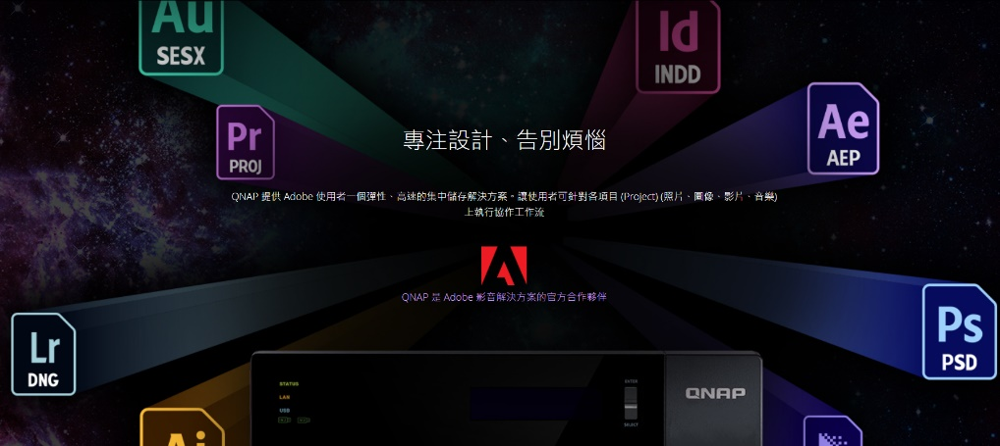 Au
SESX
Id
INDD
Pr
PROJ
Ae
AEP
專注設計、告別煩惱
QNAP 提供 Adobe 使用者一個彈性、高速的集中儲存解決方案。讓使用者可針對各項目 (Project) (照片、圖像、影片、音樂)
上執行協作工作流
QNAP 是 Adobe 影音解決方案的官方合作夥伴
Lr
DNG
Ps
PSD
Ai
STATUS
LAN
USB
ENTER
SELECT
QNAP